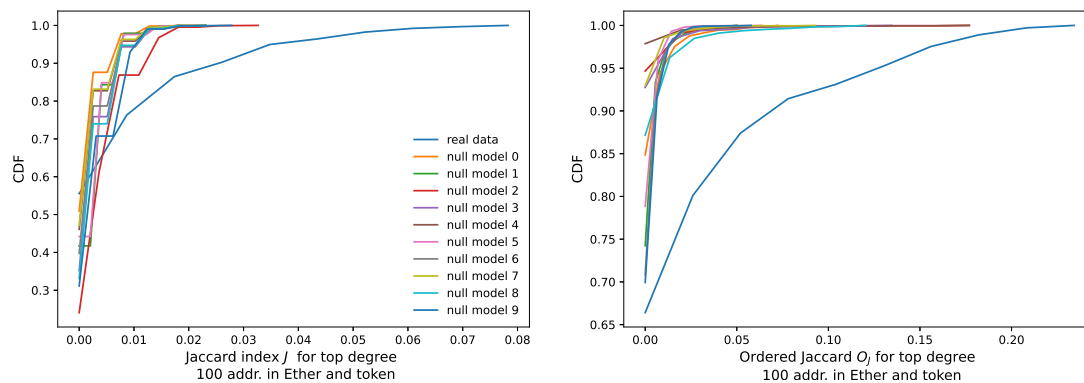 1.0
0.9
0.8
0.7
0.6
0.5
0.4
0.3
CDF
real data
null model 0
null model 1
null model 2
null model 3
null model 4
null model 5
null model 6
null model 7
null model 8
null model 9
0.00 0.01 0.02 0.03 0.04 0.05 0.06 0.07 0.08
Jaccard index J for top degree
100 addr. in Ether and token
1.00
0.95
0.90
0.85
0.80
0.75
0.70
0.65
CDF
0.00 0.05 0.10 0.15 0.20
Ordered Jaccard O_J for top degree
100 addr. in Ether and token